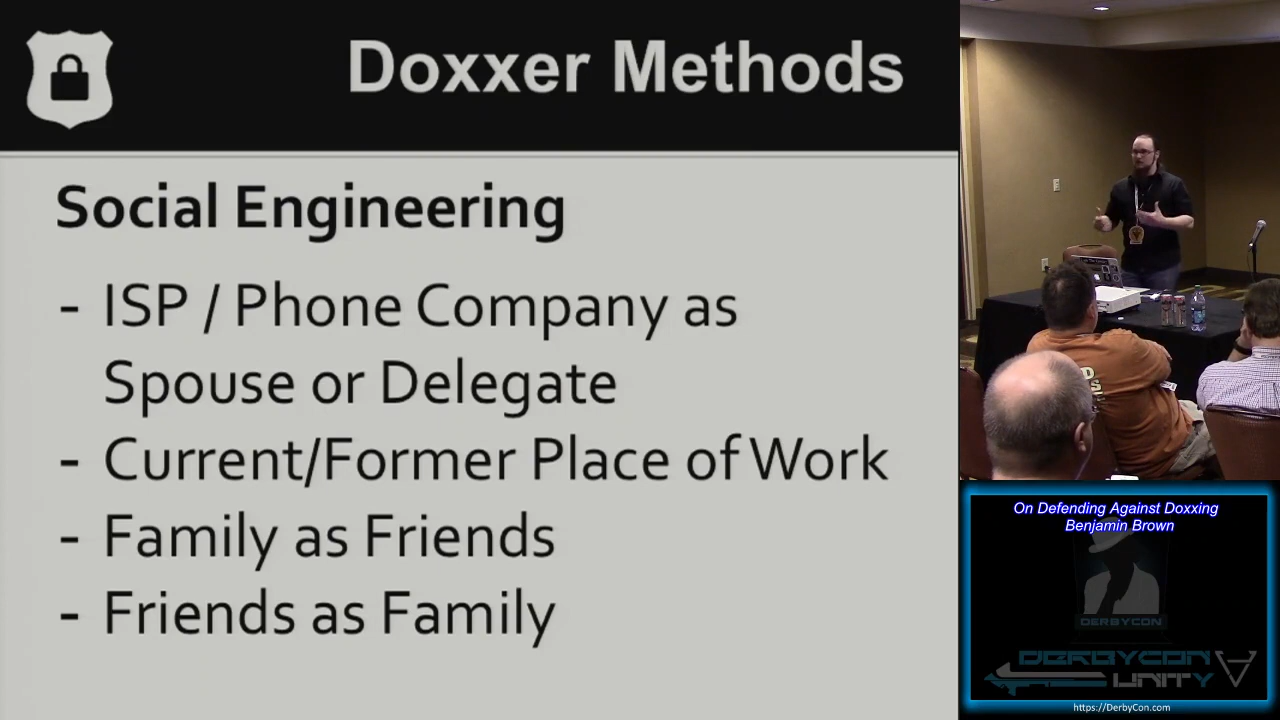 Doxxer Methods
Social Engineering
- ISP / Phone Company as
Spouse or Delegate
- Current/Former Place of Work
- Family as Friends
- Friends as Family
On Defending Against Doxxing
Benjamin Brown
DERBYCON
DERBYCON
UNITY
https://DerbyCon.com